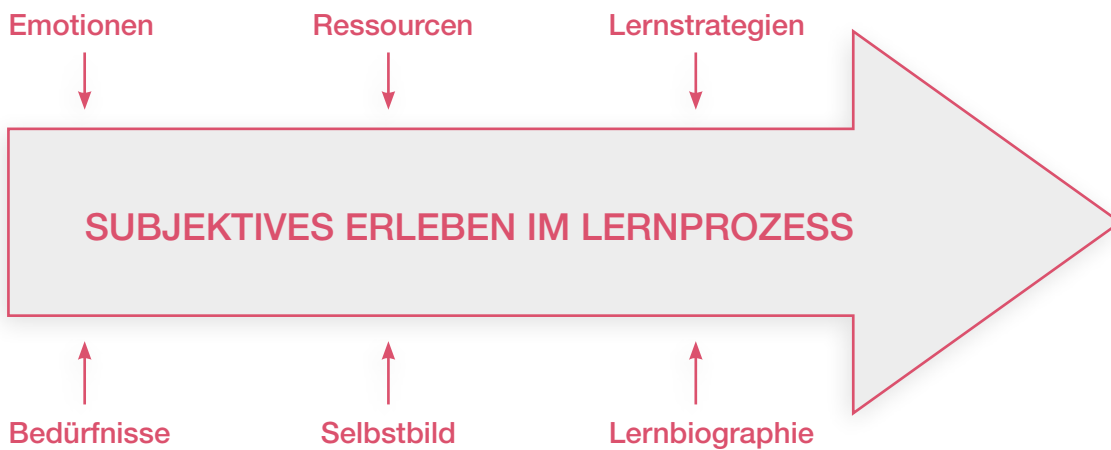 Emotionen
Ressourcen
Lernstrategien
SUBJEKTIVES ERLEBEN IM LERNPROZESS
Bedürfnisse
Selbstbild
Lernbiographie